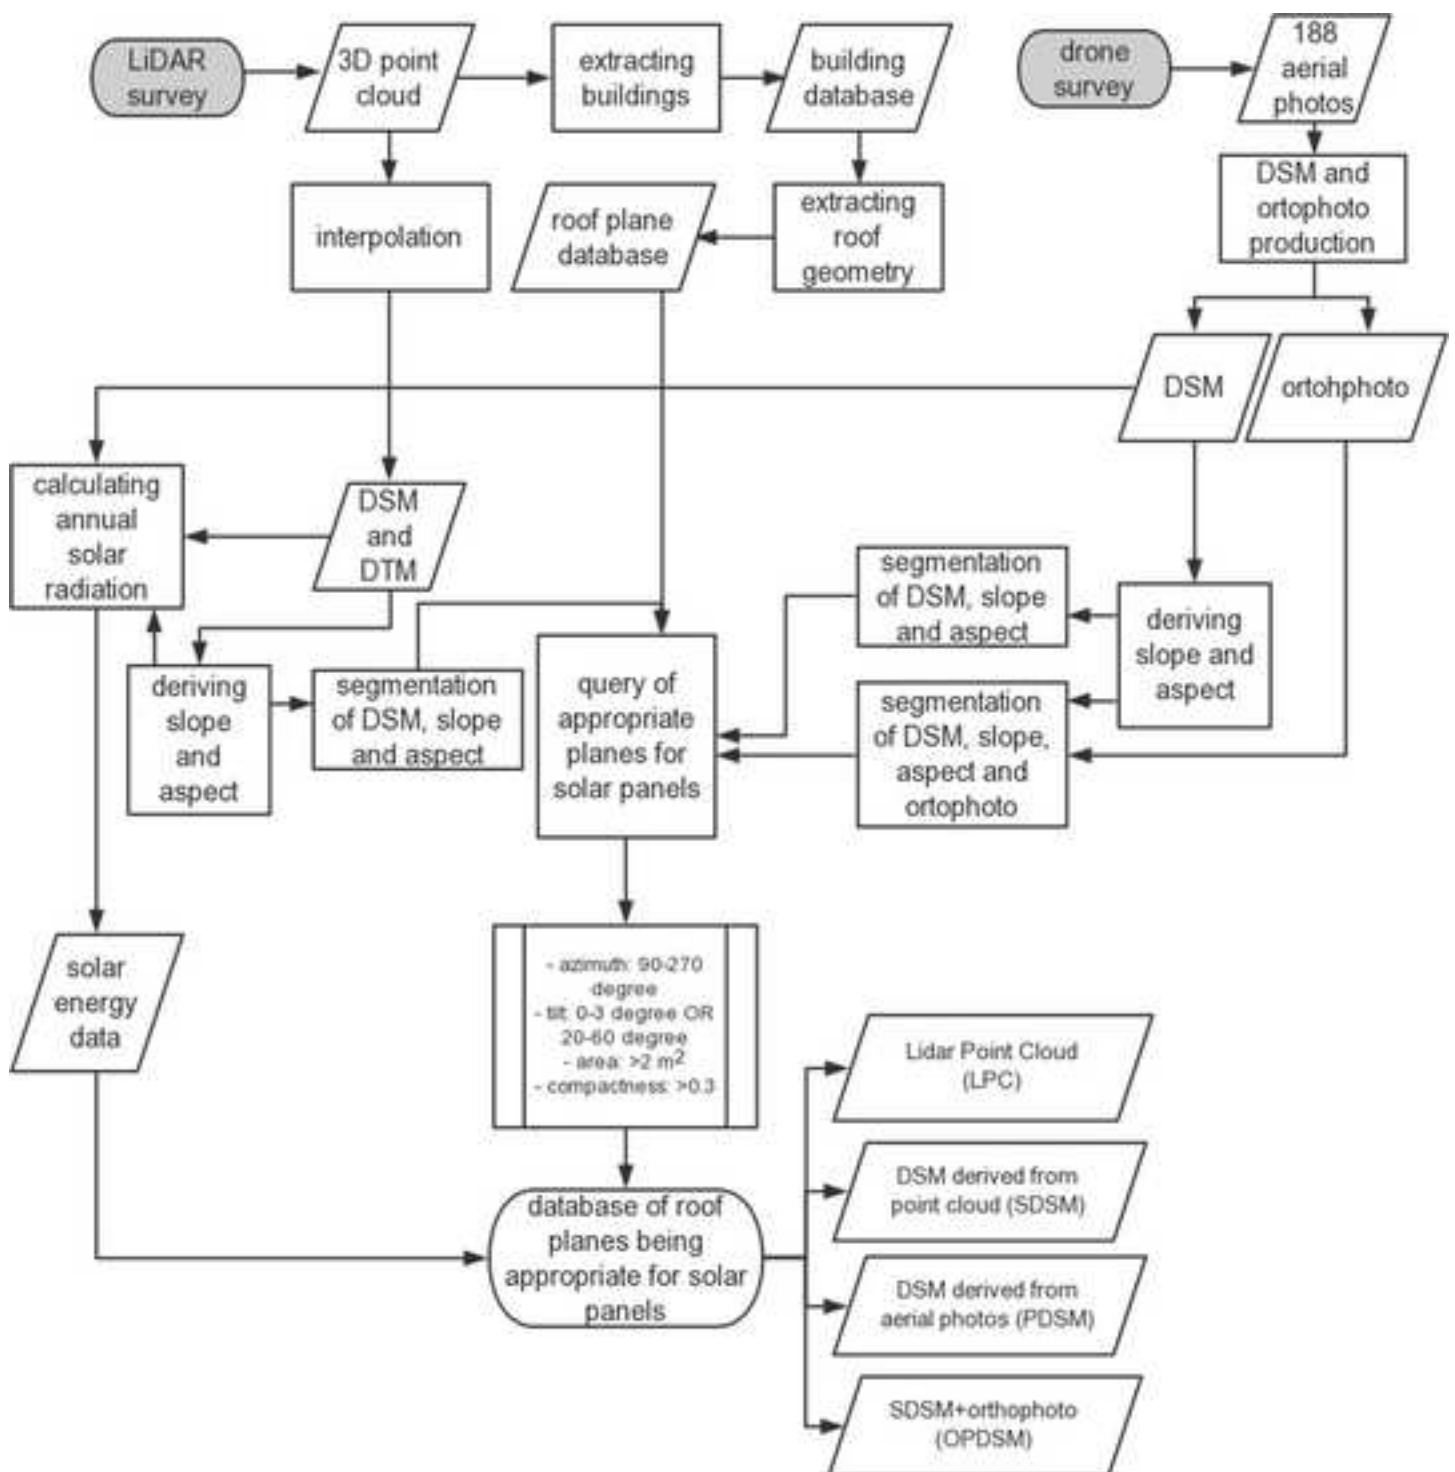 LiDAR
survey
3D point
cloud
extracting
buildings
building
database
drone
survey
188
aerial
photos
interpolation
roof plane
database
extracting
roof
geometry
DSM and
ortophoto
production
DSM
ortohphoto
calculating
annual
solar
radiation
DSM
and
DTM
deriving
slope
and
aspect
segmentation
of DSM, slope
and aspect
query of
appropriate
planes for
solar panels
segmentation
of DSM, slope
and aspect
segmentation
of DSM, slope,
aspect and
ortophoto
deriving
slope and
aspect
solar
energy
data
- azimuth: 90-270
degree
- tilt: 0-3 degree OR
20-60 degree
- area: >2 m²
- compactness: >0.3
database of roof
planes being
appropriate for solar
panels
Lidar Point Cloud
(LPC)
DSM derived from
point cloud (SDSM)
DSM derived from
aerial photos (PDSM)
SDSM+orthophoto
(OPDSM)